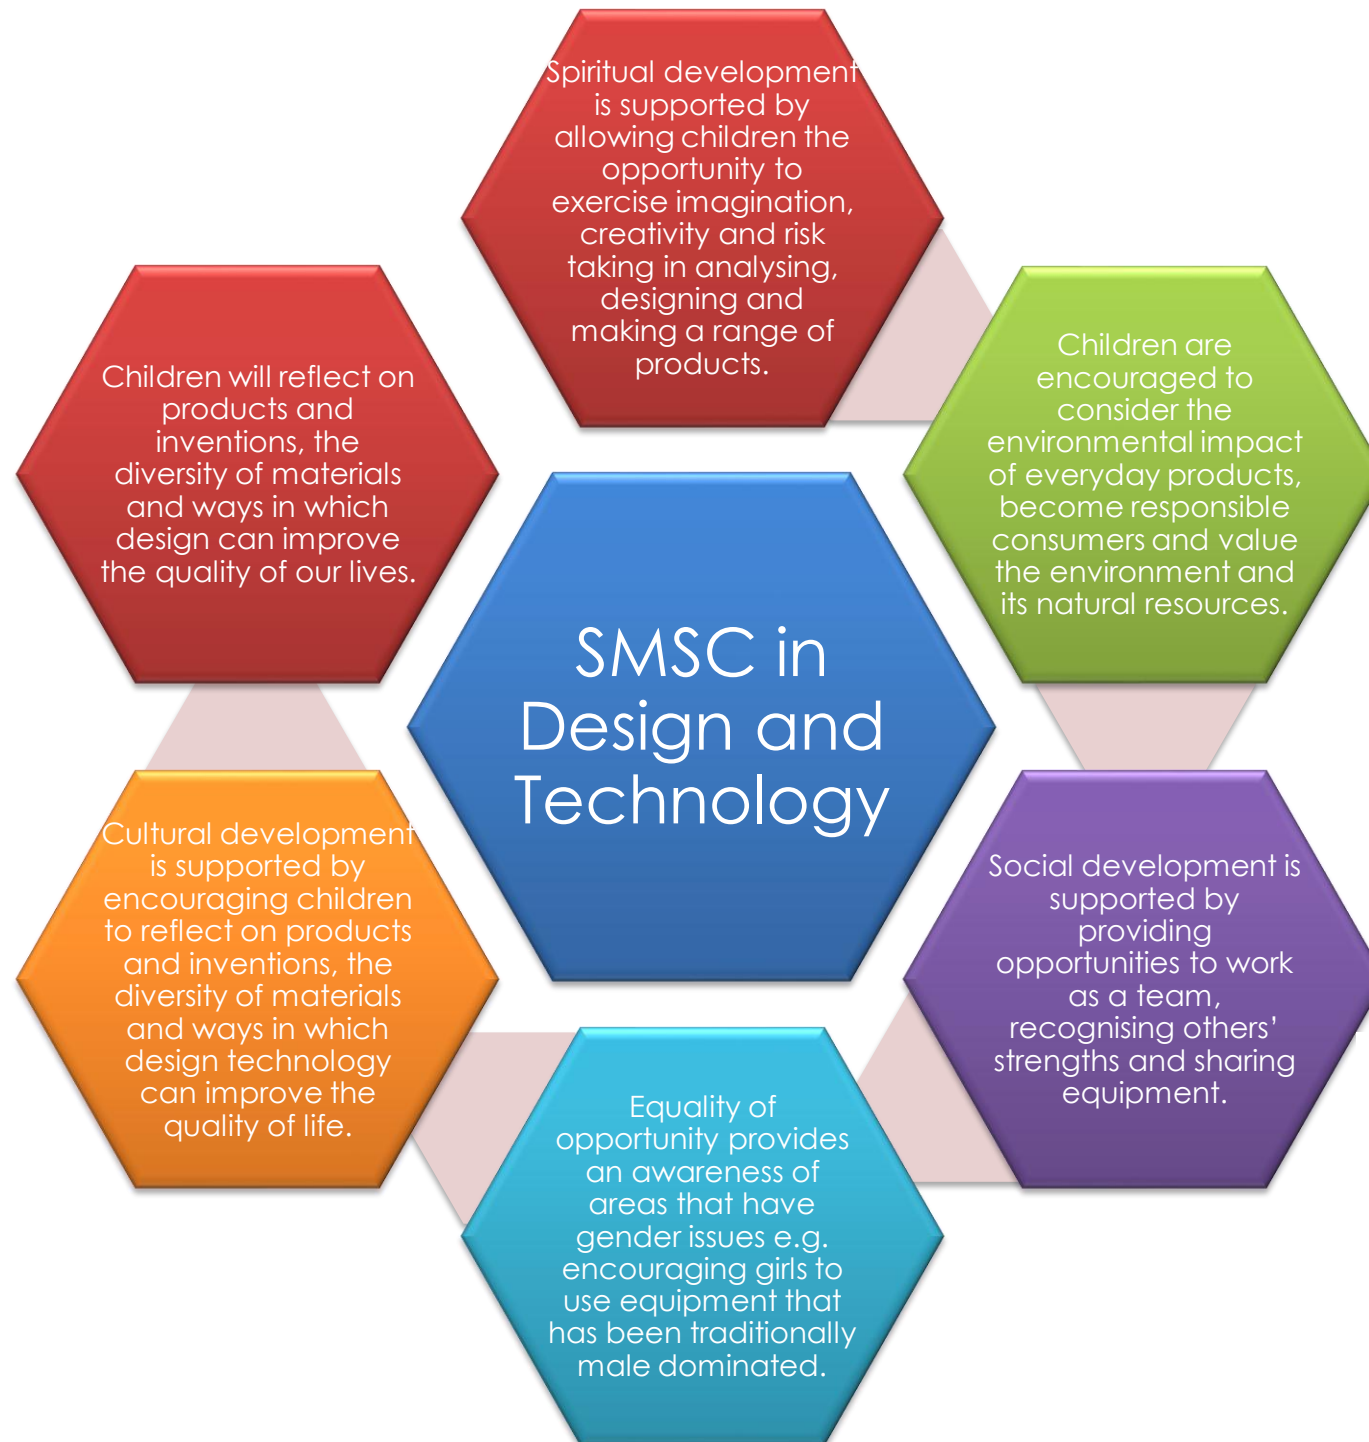 Spiritual development
is supported by
allowing children the
opportunity to
exercise imagination,
creativity and risk
taking in analysing,
designing and
making a range of
products.
Children are
encouraged to
consider the
environmental impact
of everyday products,
become responsible
consumers and value
the environment and
its natural resources.
Social development is
supported by
providing
opportunities to work
as a team,
recognising others’
strengths and sharing
equipment.
Equality of
opportunity provides
an awareness of
areas that have
gender issues e.g.
encouraging girls to
use equipment that
has been traditionally
male dominated.
Cultural development
is supported by
encouraging children
to reflect on products
and inventions, the
diversity of materials
and ways in which
design technology
can improve the
quality of life.
Children will reflect on
products and
inventions, the
diversity of materials
and ways in which
design can improve
the quality of our lives.
SMSC in
Design and
Technology